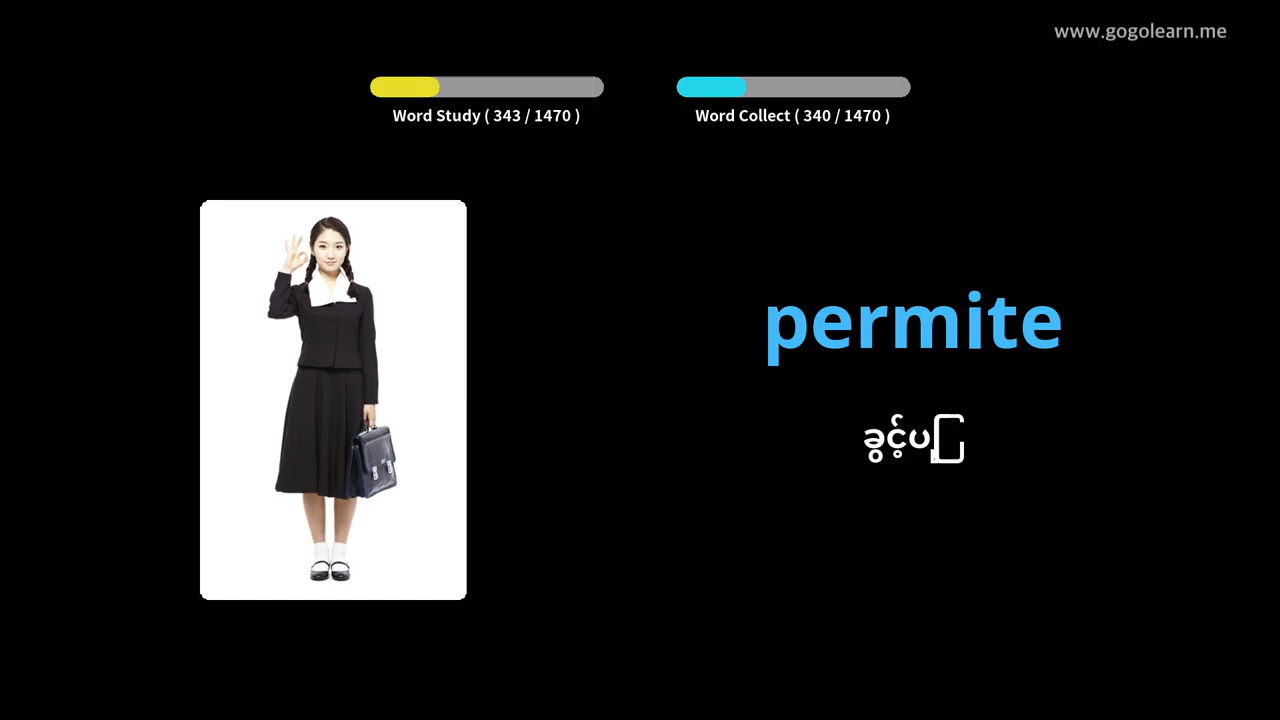 www.gogolearn.me
Word Study ( 343 / 1470 )
Word Collect ( 340 / 1470 )
permite
ခွင့်ပြု